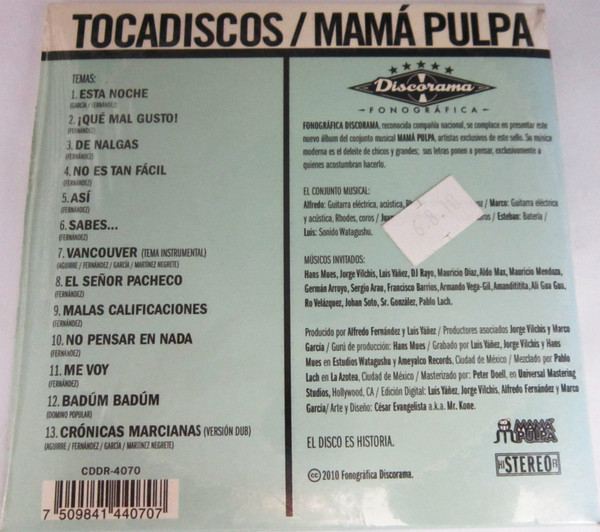 TOCADISCOS / MAMÁ PULPA
TEMAS:
1. ESTA NOCHE
(GARCÍA / FERNÁNDEZ)
2. ¡QUÉ MAL GUSTO!
(FERNÁNDEZ)
3. DE NALGAS
(FERNÁNDEZ)
4. NO ES TAN FÁCIL
(FERNÁNDEZ)
5. ASÍ
(FERNÁNDEZ)
6. SABES...
(FERNÁNDEZ)
7. VANCOUVER (TEMA INSTRUMENTAL)
(AGUIRRE / FERNÁNDEZ / GARCÍA / MARTÍNEZ NEGRETE)
8. EL SEÑOR PACHECO
(FERNÁNDEZ)
9. MALAS CALIFICACIONES
(FERNÁNDEZ)
10. NO PENSAR EN NADA
(FERNÁNDEZ)
11. ME VOY
(FERNÁNDEZ)
12. BADÚM BADÚM
(DOMINIO POPULAR)
13. CRÓNICAS MARCIANAS (VERSIÓN DUB)
(AGUIRRE / FERNÁNDEZ / GARCÍA / MARTÍNEZ NEGRETE)
CDDR-4070
7 509841 440707
Discorama
FONOGRÁFICA
FONOGRÁFICA DISCORAMA, reconocida compañía nacional, se complace en presentar este
nuevo álbum del conjunto musical MAMÁ PULPA, artistas exclusivos de este sello. Su música
moderna es el deleite de chicos y grandes; sus letras ponen a pensar, exclusivamente a
quienes acostumbran hacerlo.
EL CONJUNTO MUSICAL:
Alfredo: Guitarra eléctrica, acústica, / Marco: Guitarra eléctrica
y acústica, Rhodes, coros / / Esteban: Batería /
Luis: Sonido Watagushu.
MÚSICOS INVITADOS:
Hans Mues, Jorge Vilchis, Luis Yáñez, DJ Rayo, Mauricio Díaz, Aldo Max, Mauricio Mendoza,
Germán Arroyo, Sergio Arau, Francisco Barrios, Armando Vega-Gil, Amandititita, Ali Gua Gua,
Ro Velázquez, Johan Soto, Sr. González, Pablo Lach.
Producido por Alfredo Fernández y Luis Yáñez / Productores asociados Jorge Vilchis y Marco
García / Gurú de producción: Hans Mues / Grabado por Luis Yáñez, Jorge Vilchis y Hans
Mues en Estudios Watagushu y Ameyalco Records, Ciudad de México / Mezclado por Pablo
Lach en La Azotea, Ciudad de México / Masterizado por: Peter Doell, en Universal Mastering
Studios, Hollywood, CA / Edición Digital: Luis Yáñez, Jorge Vilchis, Alfredo Fernández y Marco
García/ Arte y Diseño: César Evangelista a.k.a. Mr. Kone.
EL DISCO ES HISTORIA.
MAMÁ
PULPA
cc 2010 Fonográfica Discorama.
HI STEREO FI